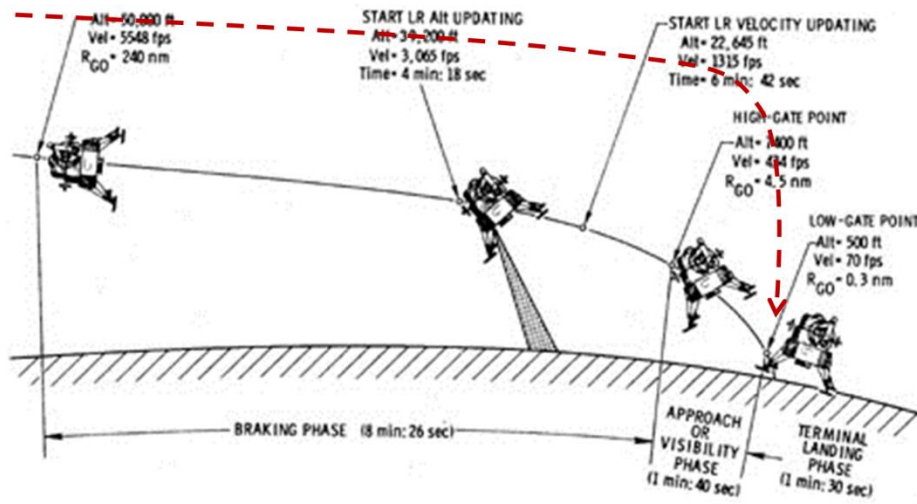 Alt= 50,000 ft
Vel= 5548 fps
RGO= 240 nm
START LR Alt UPDATING
Alt= 39,200 ft
Vel= 3,065 fps
Time= 4 min: 18 sec
START LR VELOCITY UPDATING
Alt= 22,645 ft
Vel= 1315 fps
Time= 6 min: 42 sec
HIGH-GATE POINT
Alt= 7400 ft
Vel= fps
RGO= 4.5 nm
LOW-GATE POINT
Alt= 500 ft
Vel= 70 fps
RGO= 0.3 nm
BRAKING PHASE (8 min: 26 sec)
APPROACH
OR
VISIBILITY
PHASE
(1 min: 40 sec)
TERMINAL
LANDING
PHASE
(1 min: 30 sec)